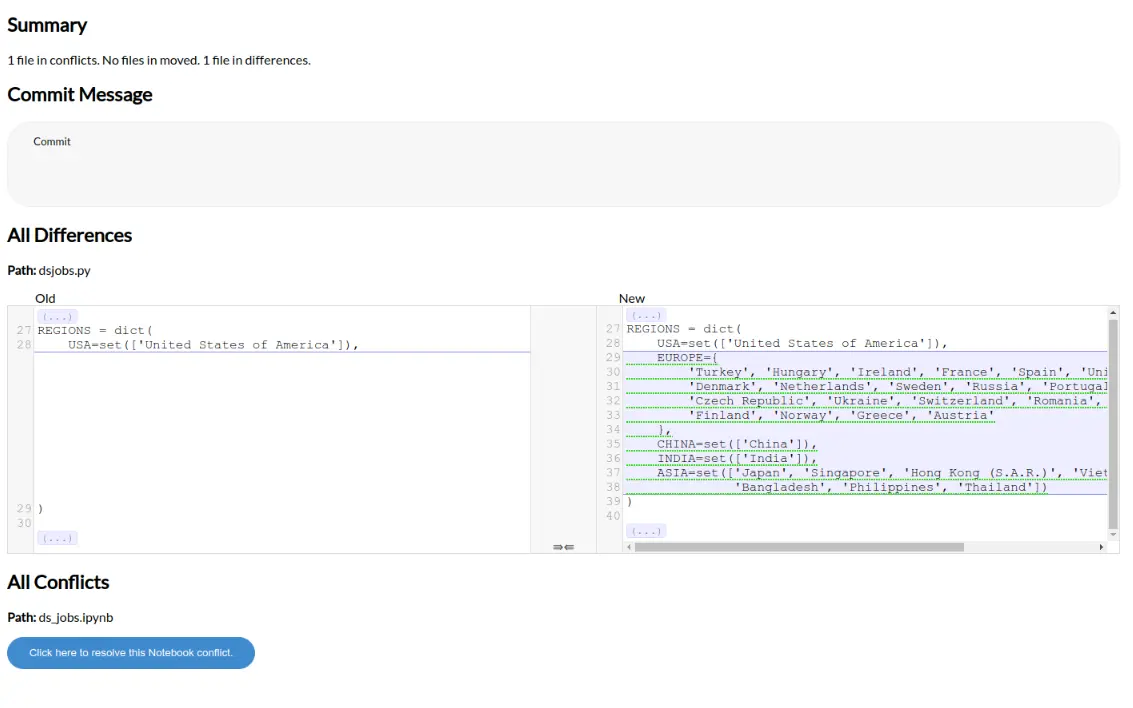 Summary
1 file in conflicts. No files in moved. 1 file in differences.
Commit Message
Commit
All Differences
Path: dsjobs.py
Old
(...)
27 REGIONS = dict(
28 USA=set(['United States of America']),
29 )
30
(...)
New
(...)
27 REGIONS = dict(
28 USA=set(['United States of America']),
29 EUROPE={
30 'Turkey', 'Hungary', 'Ireland', 'France', 'Spain', 'Uni
31 'Denmark', 'Netherlands', 'Sweden', 'Russia', 'Portugal
32 'Czech Republic', 'Ukraine', 'Switzerland', 'Romania',
33 'Finland', 'Norway', 'Greece', 'Austria'
34 },
35 CHINA=set(['China']),
36 INDIA=set(['India']),
37 ASIA=set(['Japan', 'Singapore', 'Hong Kong (S.A.R.)', 'Viet
38 'Bangladesh', 'Philippines', 'Thailand'])
39 )
40
(...)
All Conflicts
Path: ds_jobs.ipynb
Click here to resolve this Notebook conflict.